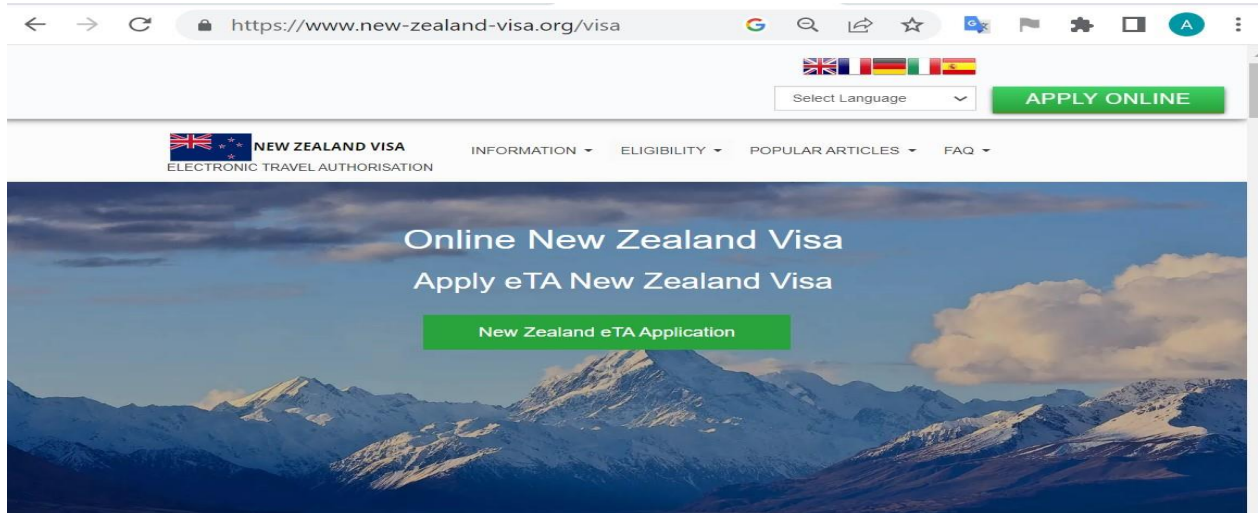 https://www.new-zealand-visa.org/visa
A
Select Language
APPLY ONLINE
NEW ZEALAND VISA
ELECTRONIC TRAVEL AUTHORISATION
INFORMATION
ELIGIBILITY
POPULAR ARTICLES
FAQ
Online New Zealand Visa
Apply eTA New Zealand Visa
New Zealand eTA Application